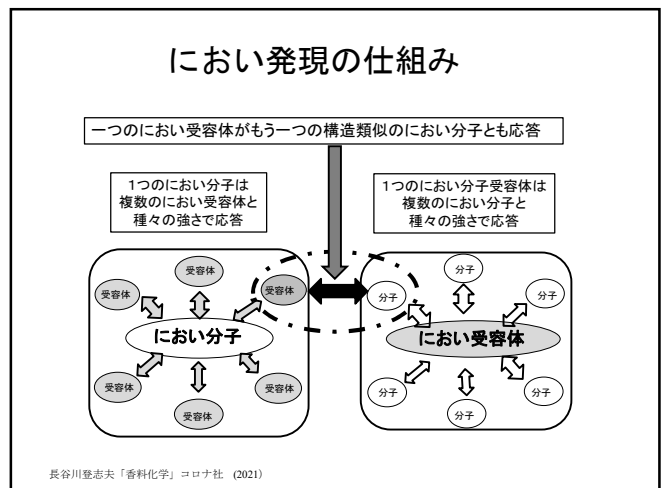 におい発現の仕組み
一つのにおい受容体がもう一つの構造類似のにおい分子とも応答
1つのにおい分子は
複数のにおい受容体と
種々の強さで応答
1つのにおい分子受容体は
複数のにおい分子と
種々の強さで応答
受容体
受容体
受容体
におい分子
受容体
受容体
受容体
分子
分子
分子
におい受容体
分子
分子
分子
長谷川登志夫「香料化学」コロナ社 (2021)